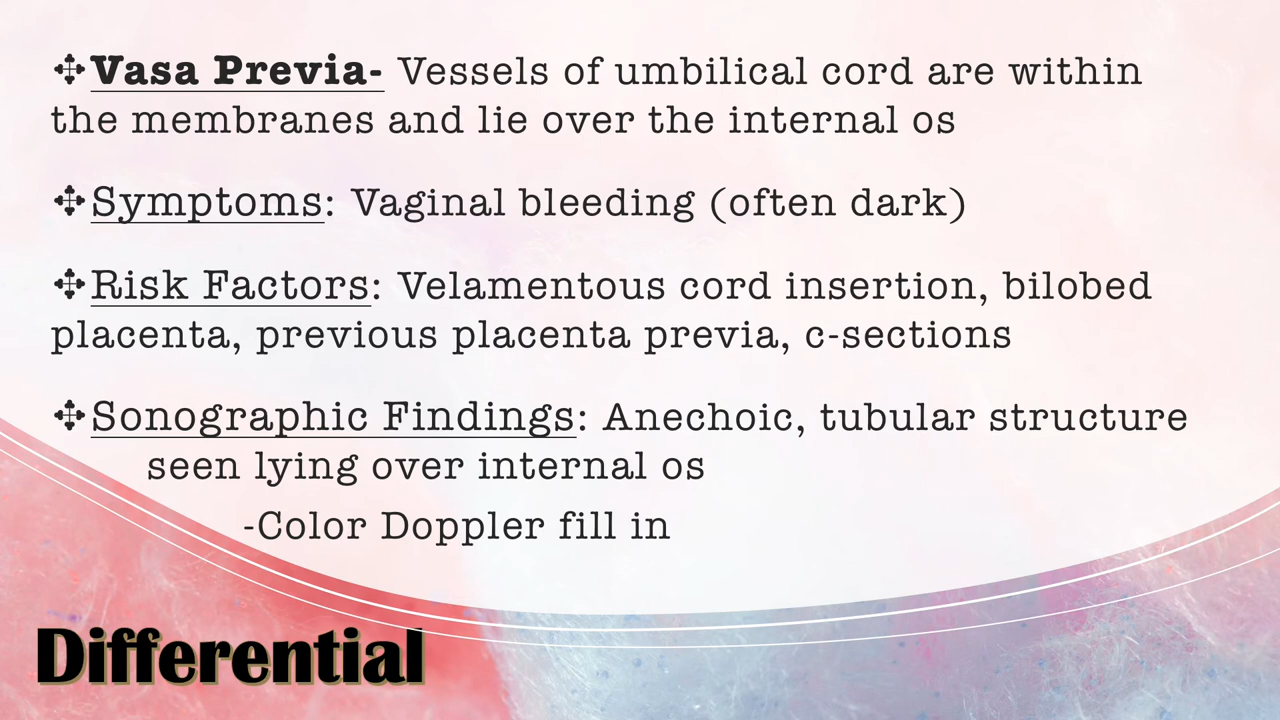 ✣Vasa Previa- Vessels of umbilical cord are within
the membranes and lie over the internal os
✣Symptoms: Vaginal bleeding (often dark)
✣Risk Factors: Velamentous cord insertion, bilobed
placenta, previous placenta previa, c-sections
✣Sonographic Findings: Anechoic, tubular structure
seen lying over internal os
-Color Doppler fill in
Differential